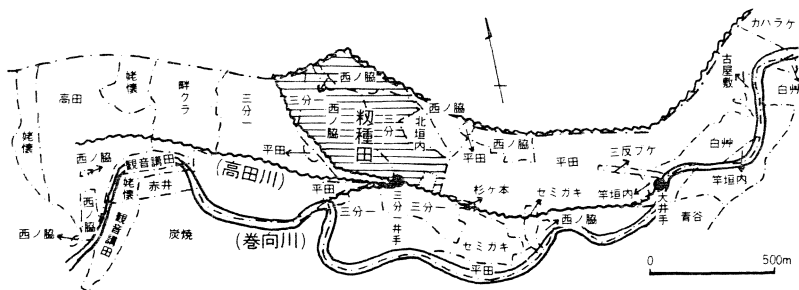 カハラケ
古屋敷
白艸
姥懐
高田
姥懐
畔クラ
三分一
三分一
西ノ脇
西ノ脇
籾種田
三分一
西ノ脇
北垣内
平田
西ノ脇
平田
三反フケ
白艸
竿垣内
姥懐
西ノ脇
観音講田
姥懐
赤井
(高田川)
平田
平田
杉ヶ本
セミガキ
竿垣内
大井手
青谷
西ノ脇
西ノ脇
観音講田
炭焼
(巻向川)
三分一
三分一井手
三分一
セミガキ
西ノ脇
平田
0 500m